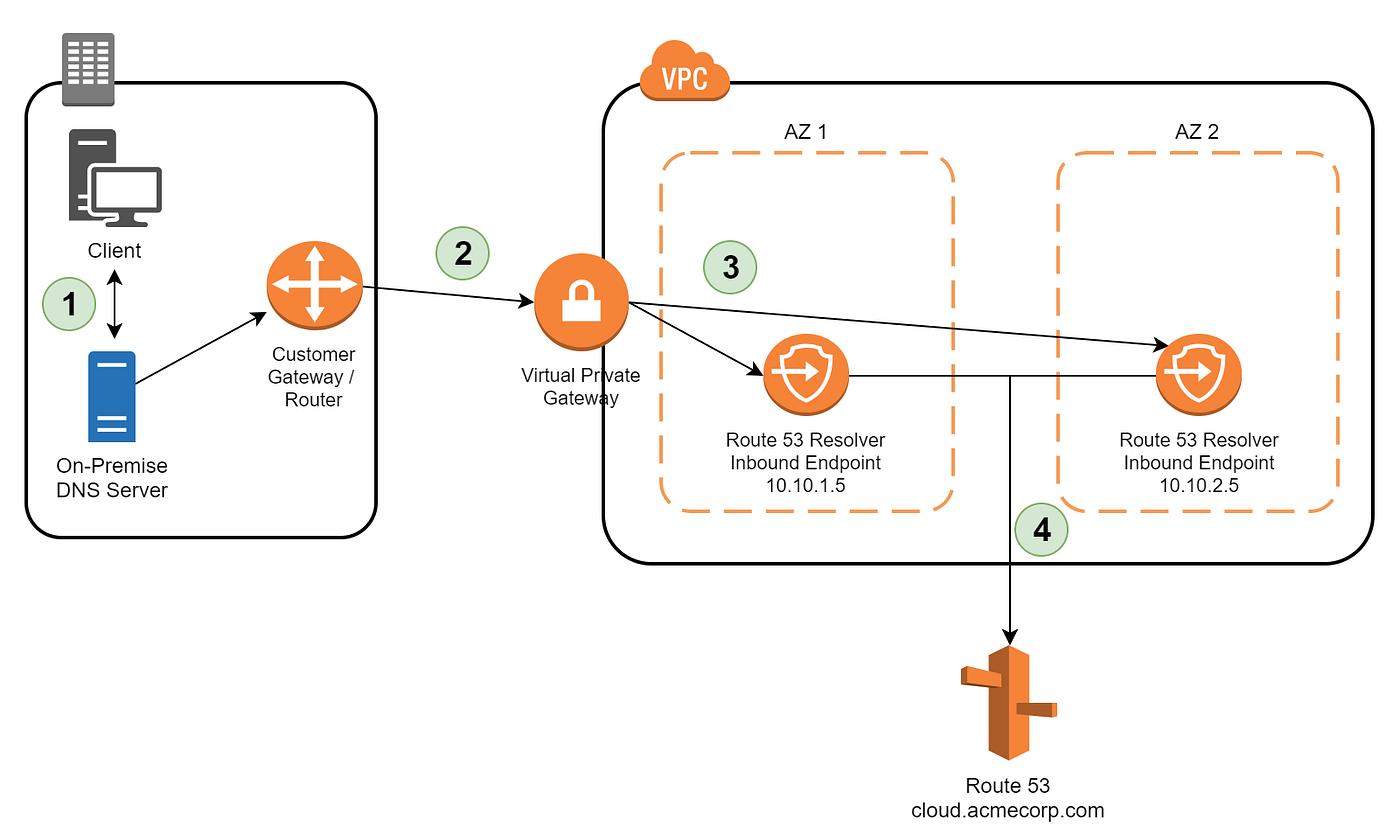 VPC
AZ 1
AZ 2
Client
1
2
3
Customer
Gateway /
Router
Virtual Private
Gateway
On-Premise
DNS Server
Route 53 Resolver
Inbound Endpoint
10.10.1.5
Route 53 Resolver
Inbound Endpoint
10.10.2.5
4
Route 53
cloud.acmecorp.com